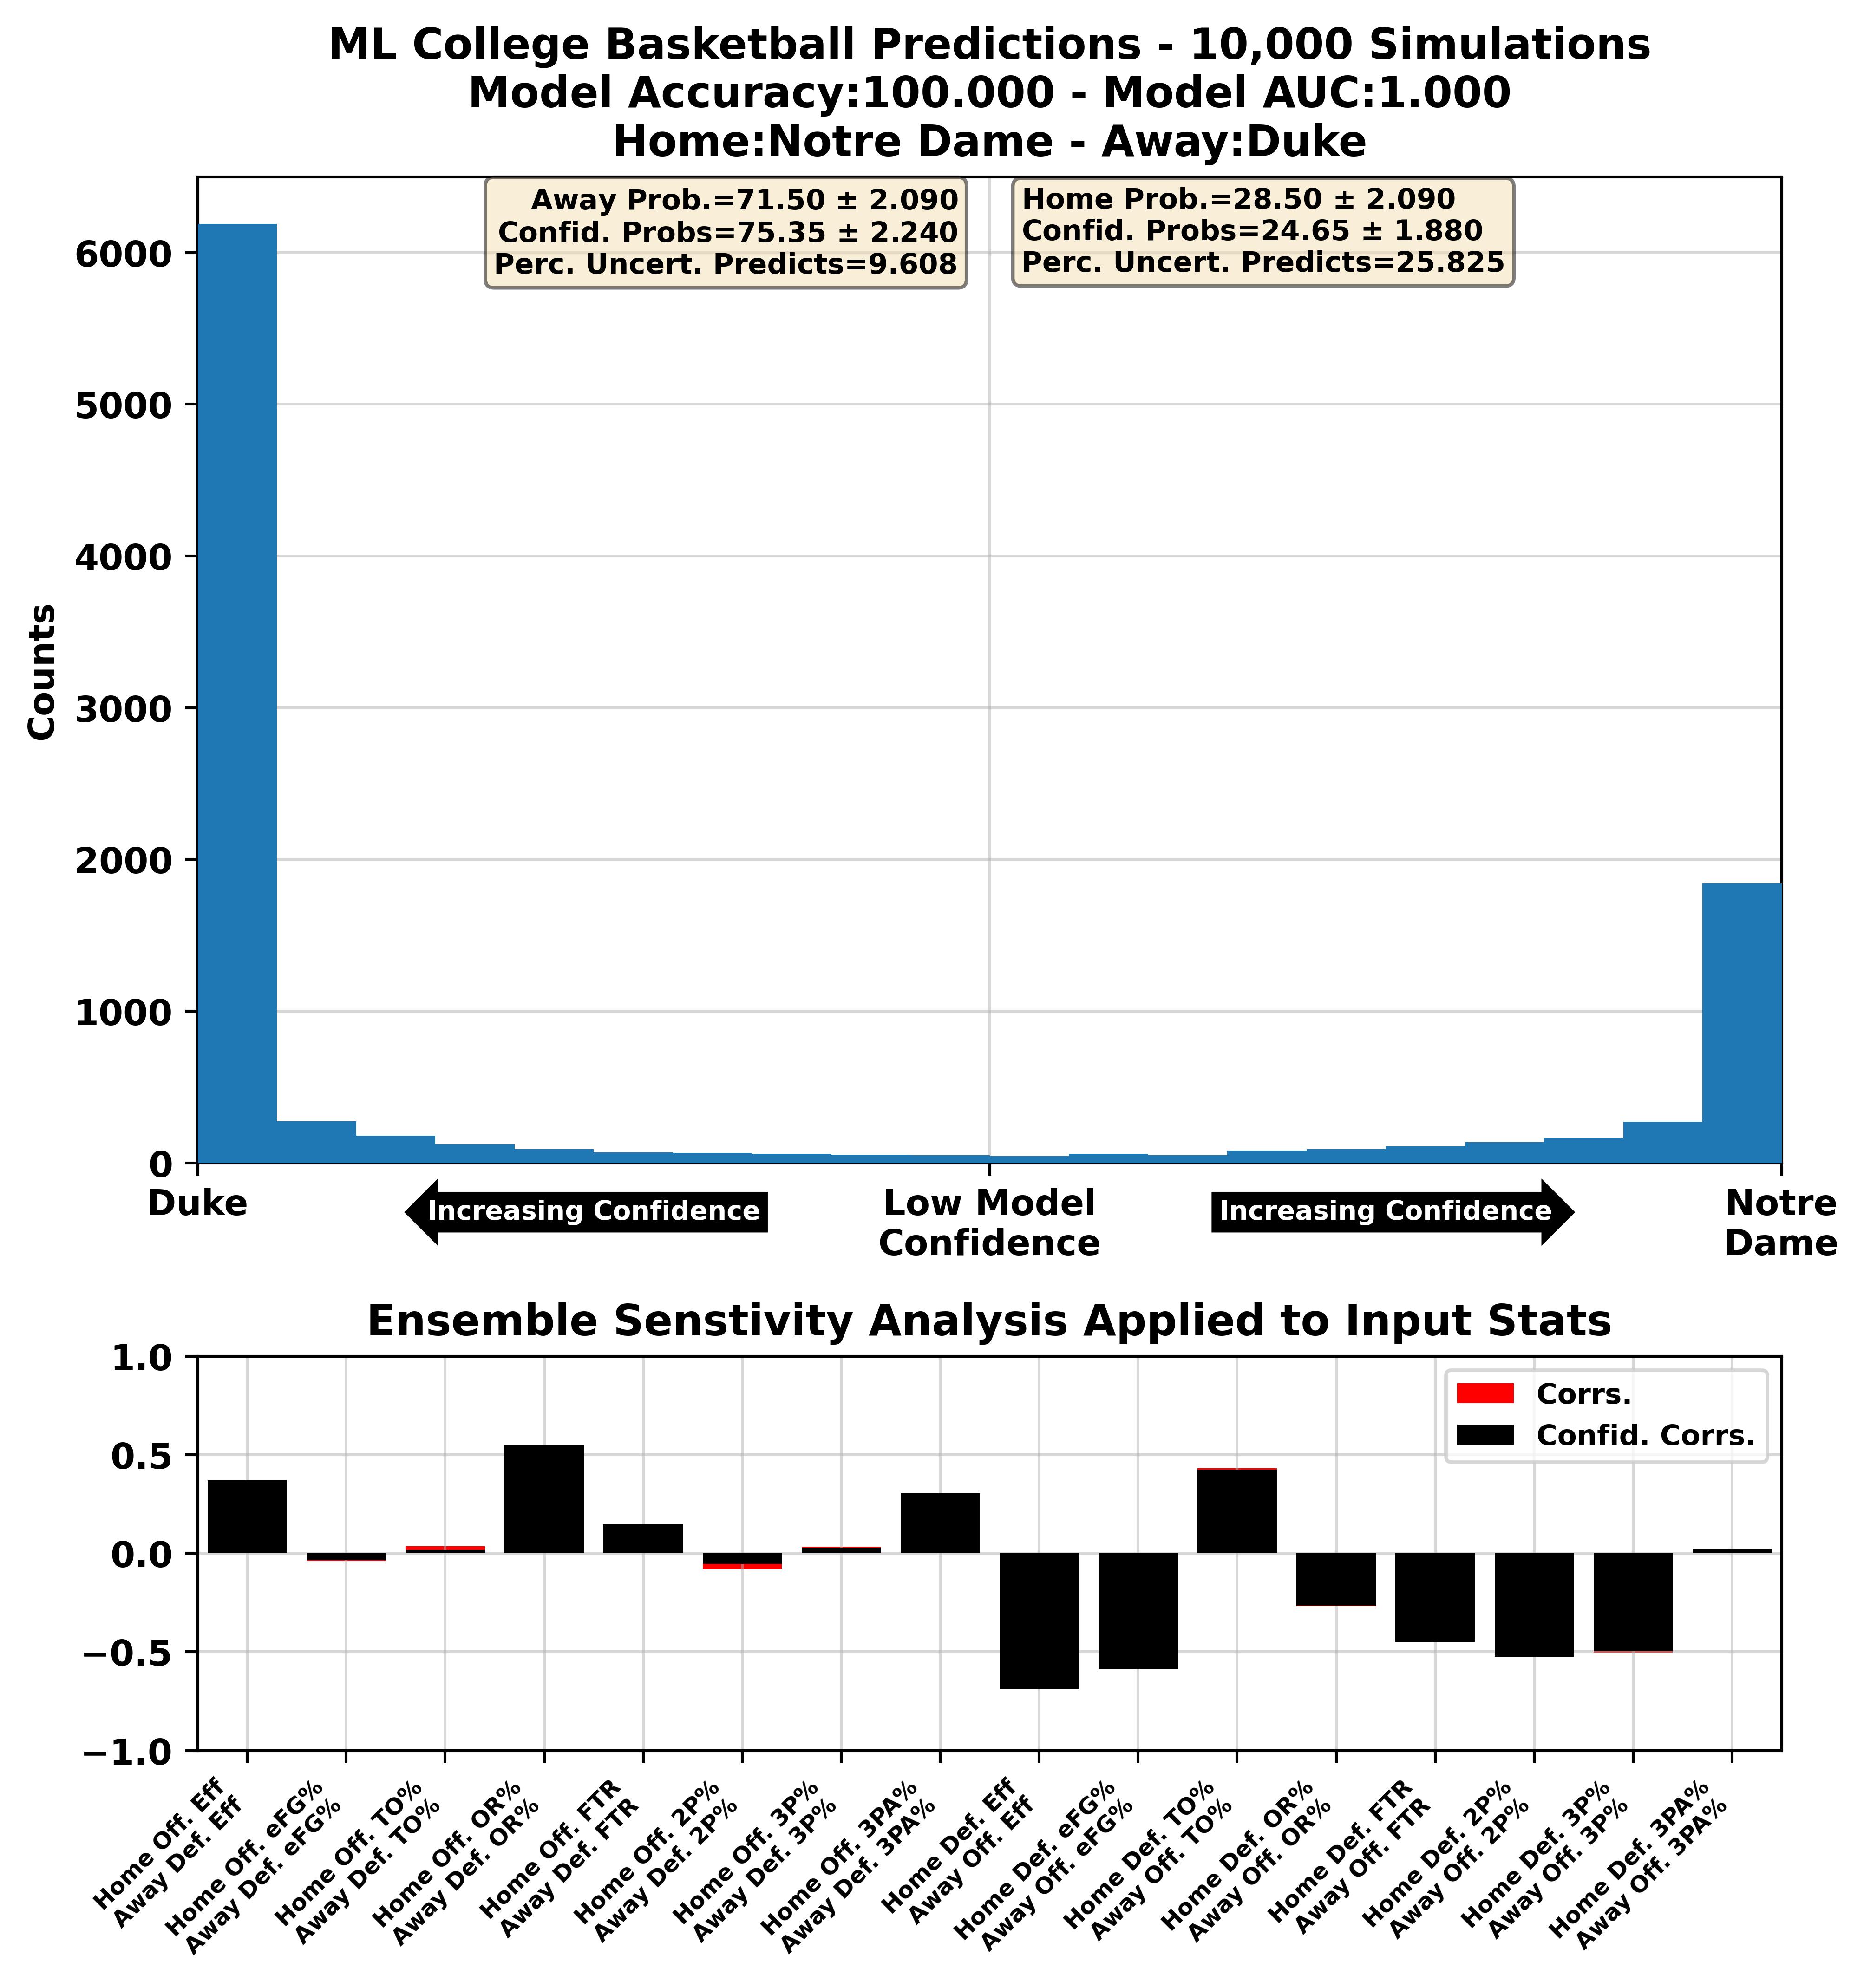 ML College Basketball Predictions - 10,000 Simulations
Model Accuracy:100.000 - Model AUC:1.000
Home:Notre Dame - Away:Duke
Away Prob.=71.50 ± 2.090
Confid. Probs=75.35 ± 2.240
Perc. Uncert. Predicts=9.608
Home Prob.=28.50 ± 2.090
Confid. Probs=24.65 ± 1.880
Perc. Uncert. Predicts=25.825
Counts
6000
5000
4000
3000
2000
1000
0
Duke
Increasing Confidence
Low Model
Confidence
Increasing Confidence
Notre
Dame
Ensemble Senstivity Analysis Applied to Input Stats
1.0
0.5
0.0
−0.5
−1.0
Corrs.
Confid. Corrs.
Home Off. Eff
Away Def. Eff
Home Off. eFG%
Away Def. eFG%
Home Off. TO%
Away Def. TO%
Home Off. OR%
Away Def. OR%
Home Off. FTR
Away Def. FTR
Home Off. 2P%
Away Def. 2P%
Home Off. 3P%
Away Def. 3P%
Home Off. 3PA%
Away Def. 3PA%
Home Def. Eff
Away Off. Eff
Home Def. eFG%
Away Off. eFG%
Home Def. TO%
Away Off. TO%
Home Def. OR%
Away Off. OR%
Home Def. FTR
Away Off. FTR
Home Def. 2P%
Away Off. 2P%
Home Def. 3P%
Away Off. 3P%
Home Def. 3PA%
Away Off. 3PA%